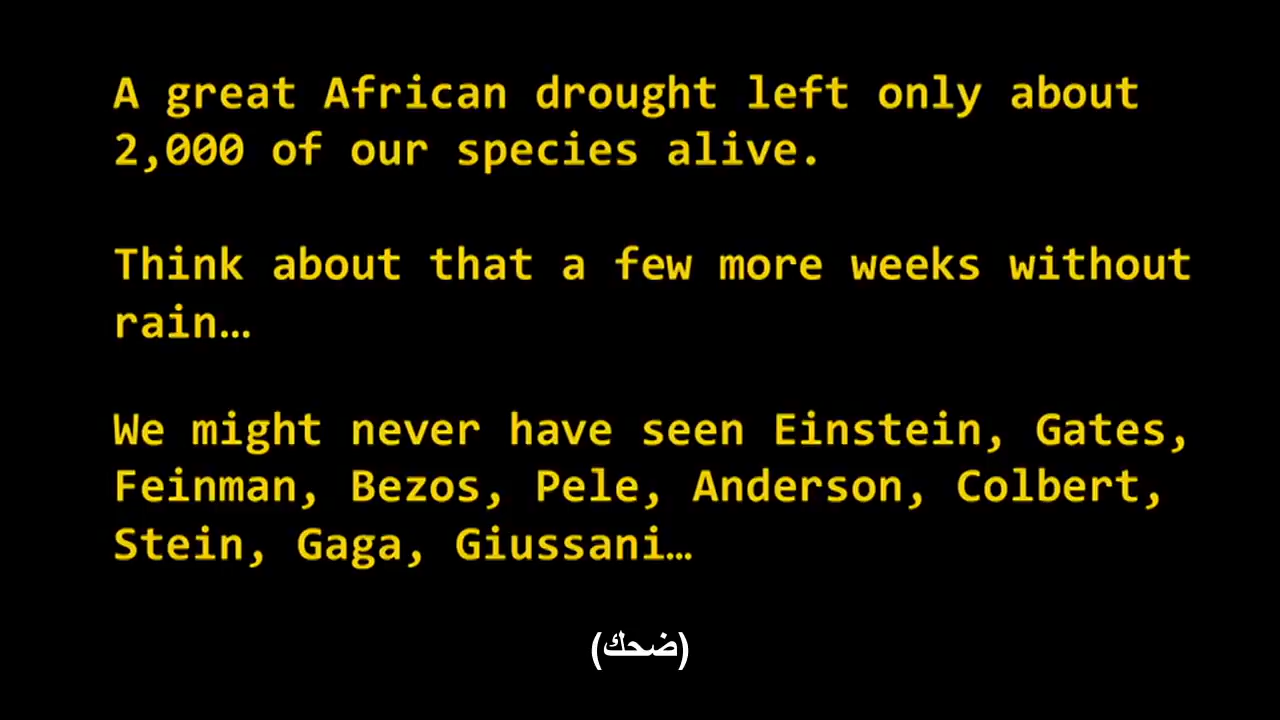 A great African drought left only about
2,000 of our species alive.
Think about that a few more weeks without
rain…
We might never have seen Einstein, Gates,
Feinman, Bezos, Pele, Anderson, Colbert,
Stein, Gaga, Giussani…
(ضحك)